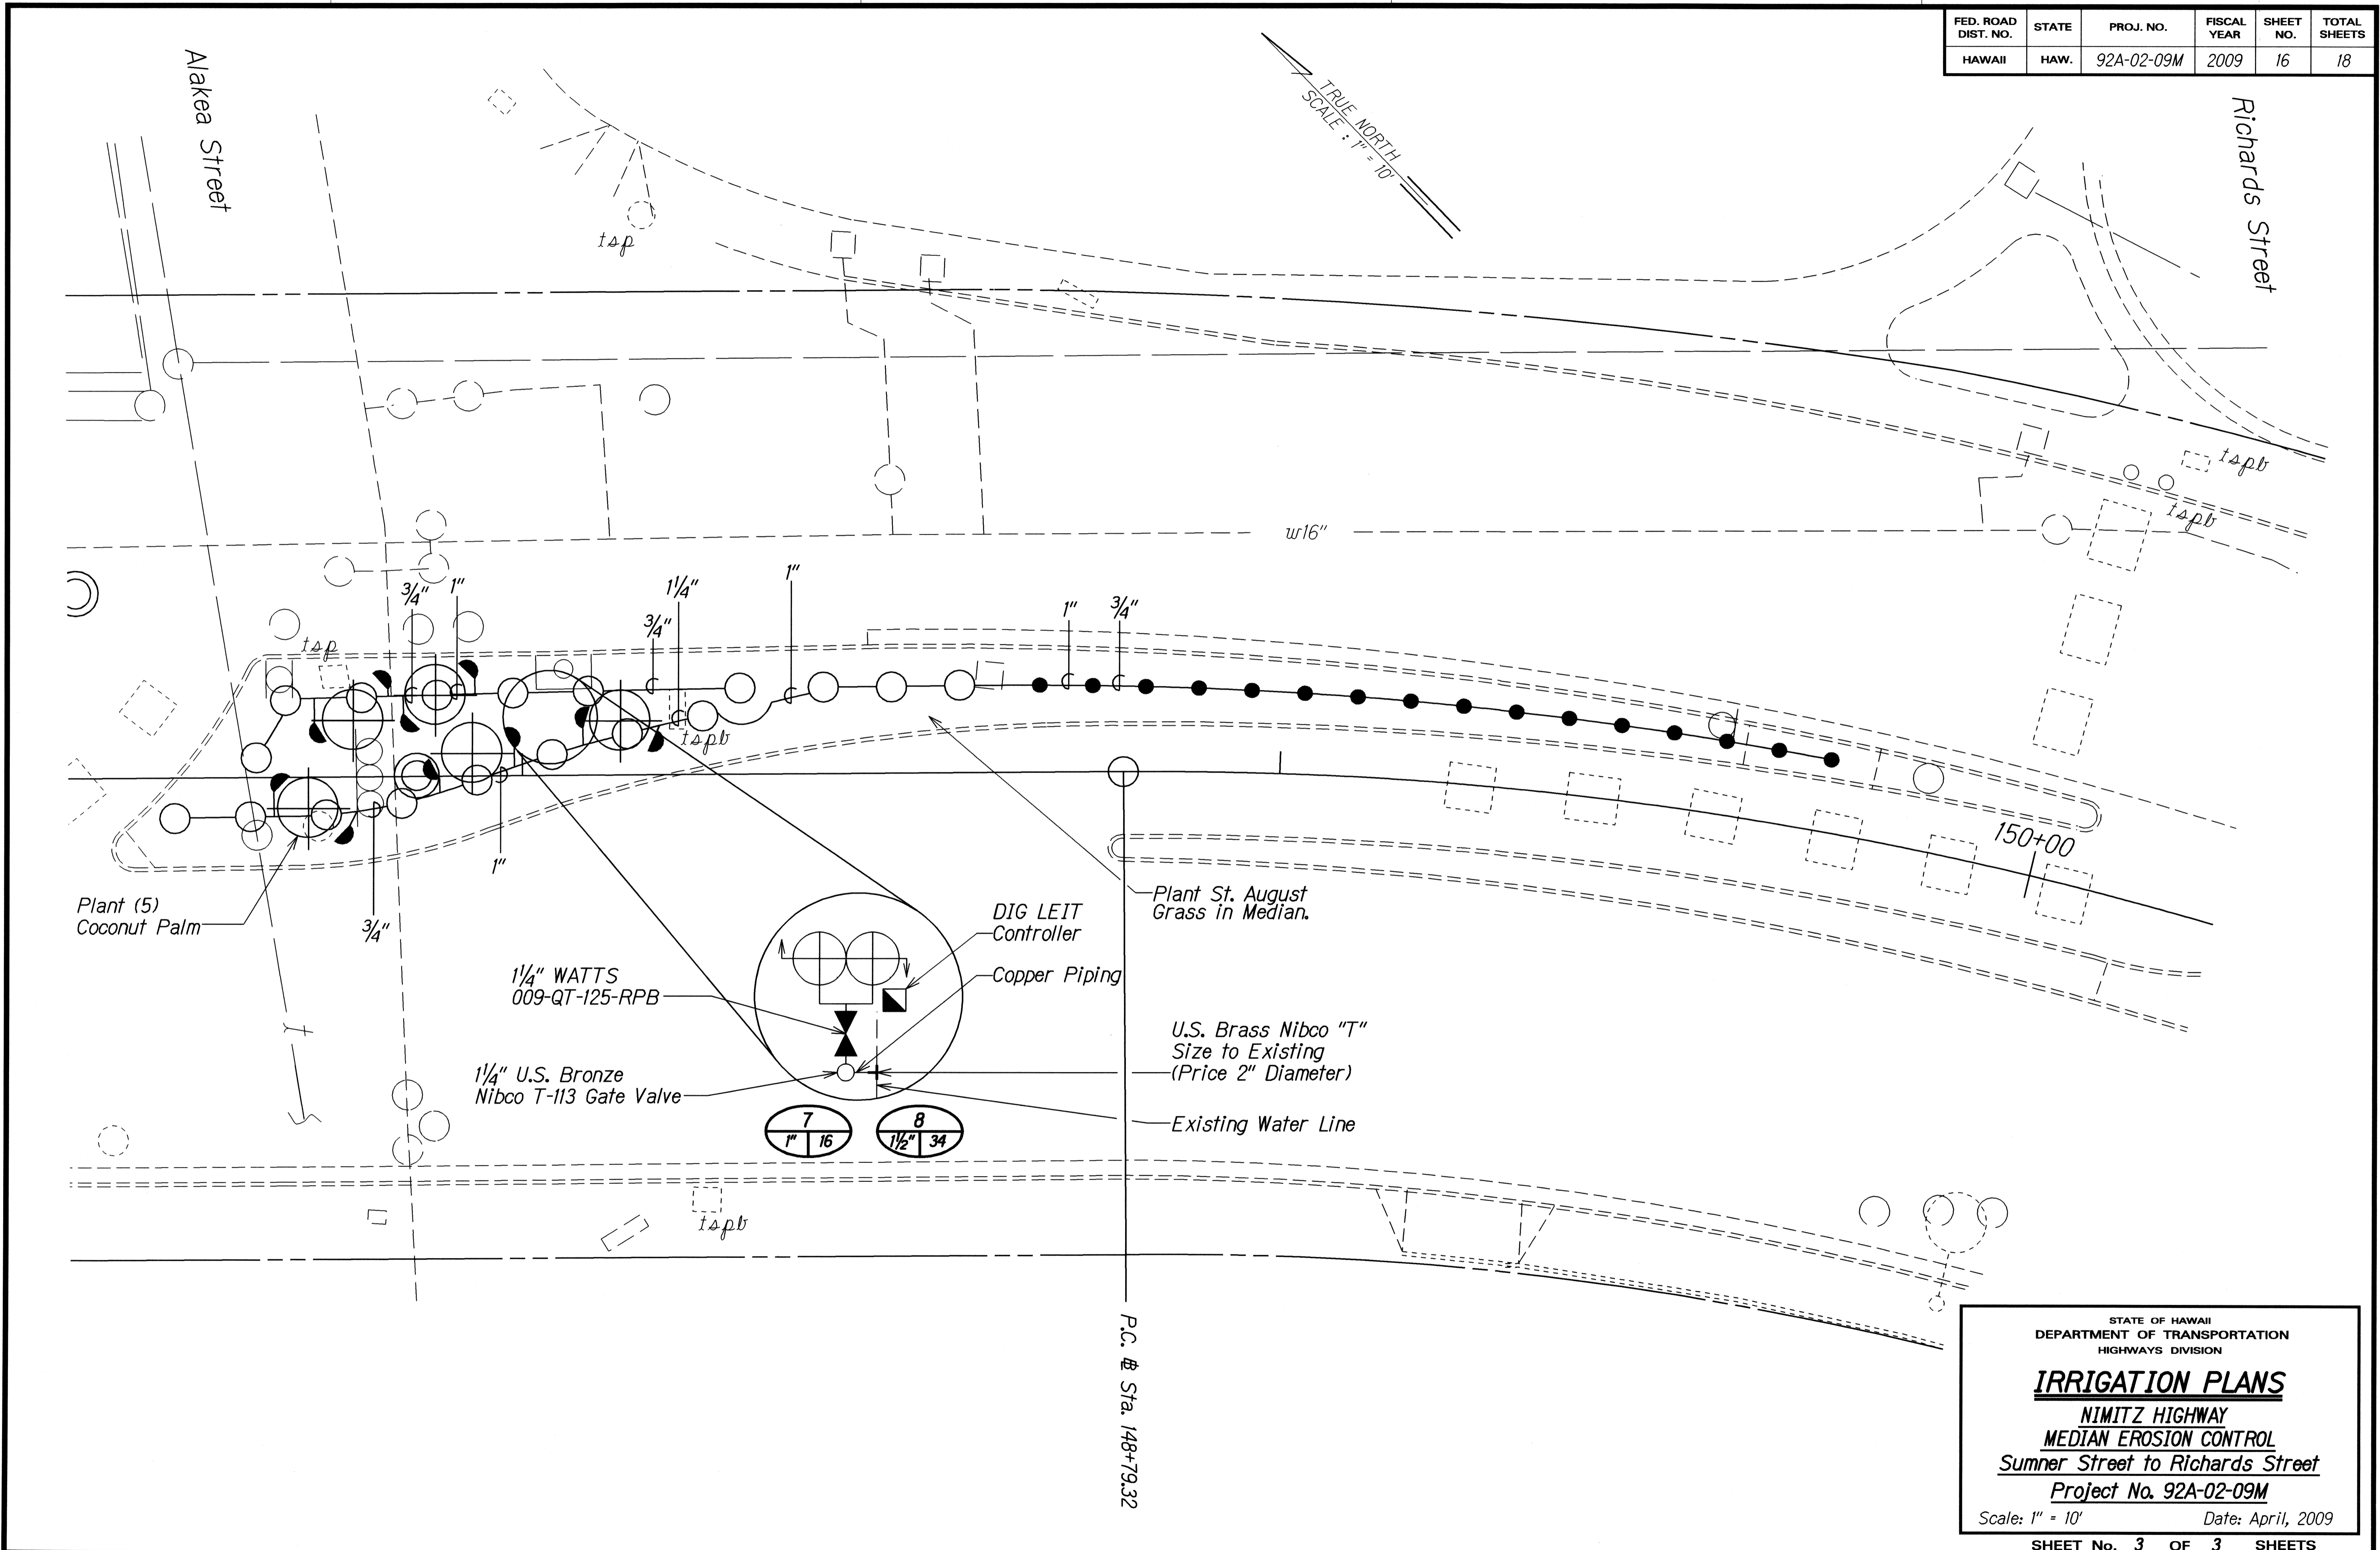 FED. ROAD DIST. NO. STATE PROJ. NO. FISCAL YEAR SHEET NO. TOTAL SHEETS
HAWAII HAW. 92A-02-09M 2009 16 18
Alakea Street
Richards Street
TRUE NORTH
SCALE : 1" = 10'
tsp
tspb
tspb
w16"
3/4"
1"
3/4"
1 1/4"
1"
1"
3/4"
tsp
tspb
1"
3/4"
150+00
Plant (5)
Coconut Palm
Plant St. August
Grass in Median.
DIG LEIT
Controller
Copper Piping
1 1/4" WATTS
009-QT-125-RPB
U.S. Brass Nibco "T"
Size to Existing
(Price 2" Diameter)
1 1/4" U.S. Bronze
Nibco T-113 Gate Valve
Existing Water Line
t
7
1" 16
8
1 1/2" 34
tspb
P.C. ℄ Sta. 148+79.32
STATE OF HAWAII
DEPARTMENT OF TRANSPORTATION
HIGHWAYS DIVISION
IRRIGATION PLANS
NIMITZ HIGHWAY
MEDIAN EROSION CONTROL
Sumner Street to Richards Street
Project No. 92A-02-09M
Scale: 1" = 10' Date: April, 2009
SHEET No. 3 OF 3 SHEETS